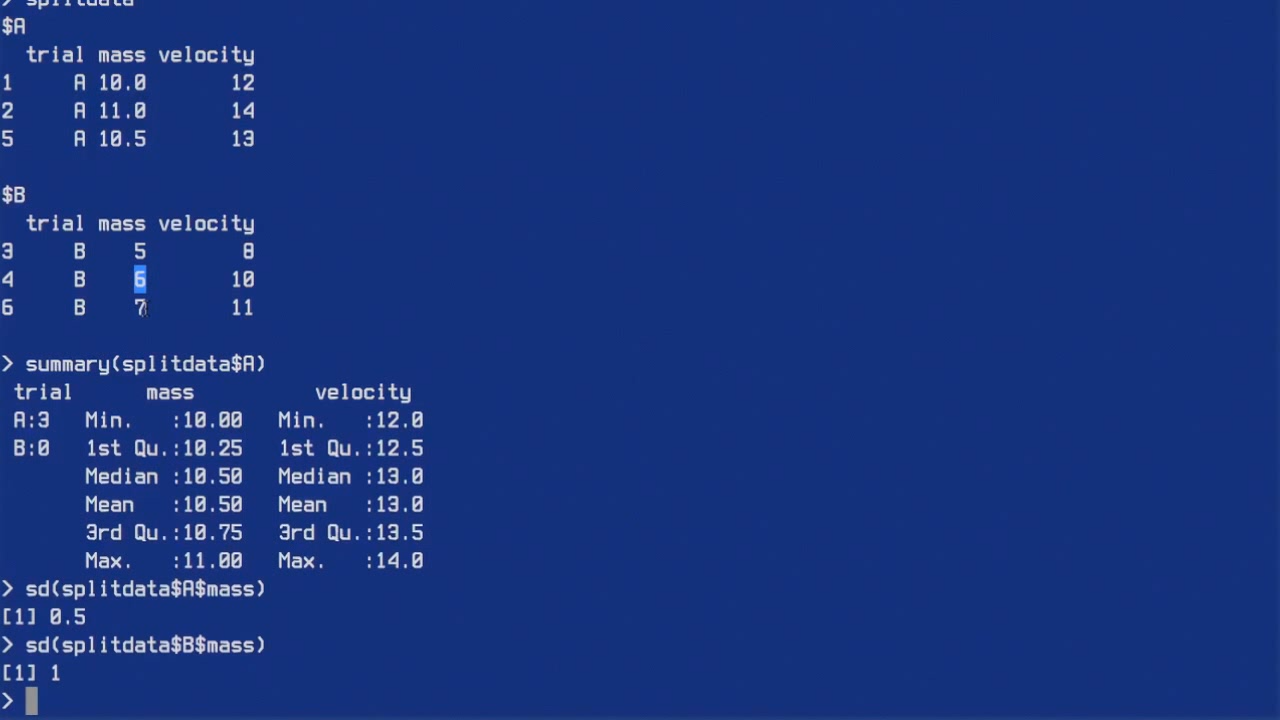 > splitdata
$A
trial mass velocity
1 A 10.0 12
2 A 11.0 14
5 A 10.5 13
$B
trial mass velocity
3 B 5 8
4 B 6 10
6 B 7 11
> summary(splitdata$A)
trial mass velocity
A:3 Min. :10.00 Min. :12.0
B:0 1st Qu.:10.25 1st Qu.:12.5
Median :10.50 Median :13.0
Mean :10.50 Mean :13.0
3rd Qu.:10.75 3rd Qu.:13.5
Max. :11.00 Max. :14.0
> sd(splitdata$A$mass)
[1] 0.5
> sd(splitdata$B$mass)
[1] 1
>